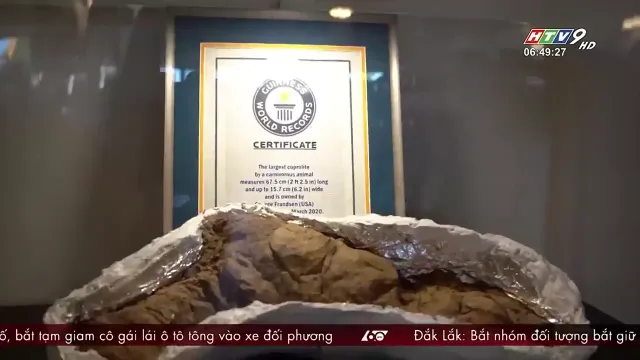 HTV9 HD
06:49:27
GUINNESS
WORLD RECORDS
CERTIFICATE
The largest coprolite
by a carnivorous animal
measures 67.5 cm (2 ft 2.5 in) long
and up to 15.7 cm (6.2 in) wide
and is owned by
Frandsen (USA)
March 2020
ố, bắt tạm giam cô gái lái ô tô tông vào xe đối phương
60
Đắk Lắk: Bắt nhóm đối tượng bắt giữ